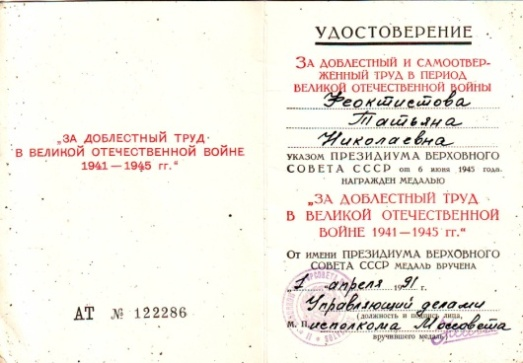 „ЗА ДОБЛЕСТНЫЙ ТРУД
В ВЕЛИКОЙ ОТЕЧЕСТВЕННОЙ ВОЙНЕ
1941—1945 гг.“
АТ № 122286
УДОСТОВЕРЕНИЕ
ЗА ДОБЛЕСТНЫЙ И САМООТВЕР-
ЖЕННЫЙ ТРУД В ПЕРИОД
ВЕЛИКОЙ ОТЕЧЕСТВЕННОЙ ВОЙНЫ
Феоктистова
Татьяна
Николаевна
УКАЗОМ ПРЕЗИДИУМА ВЕРХОВНОГО
СОВЕТА СССР от 6 июня 1945 года
НАГРАЖДЕН МЕДАЛЬЮ
„ЗА ДОБЛЕСТНЫЙ ТРУД
В ВЕЛИКОЙ ОТЕЧЕСТВЕННОЙ
ВОЙНЕ 1941—1945 гг.“
От имени ПРЕЗИДИУМА ВЕРХОВНОГО
СОВЕТА СССР МЕДАЛЬ ВРУЧЕНА
апреля 1991 г.
Управляющий делами
(должность и подпись лица,
М. П. исполкома Моссовета
вручившего медаль)